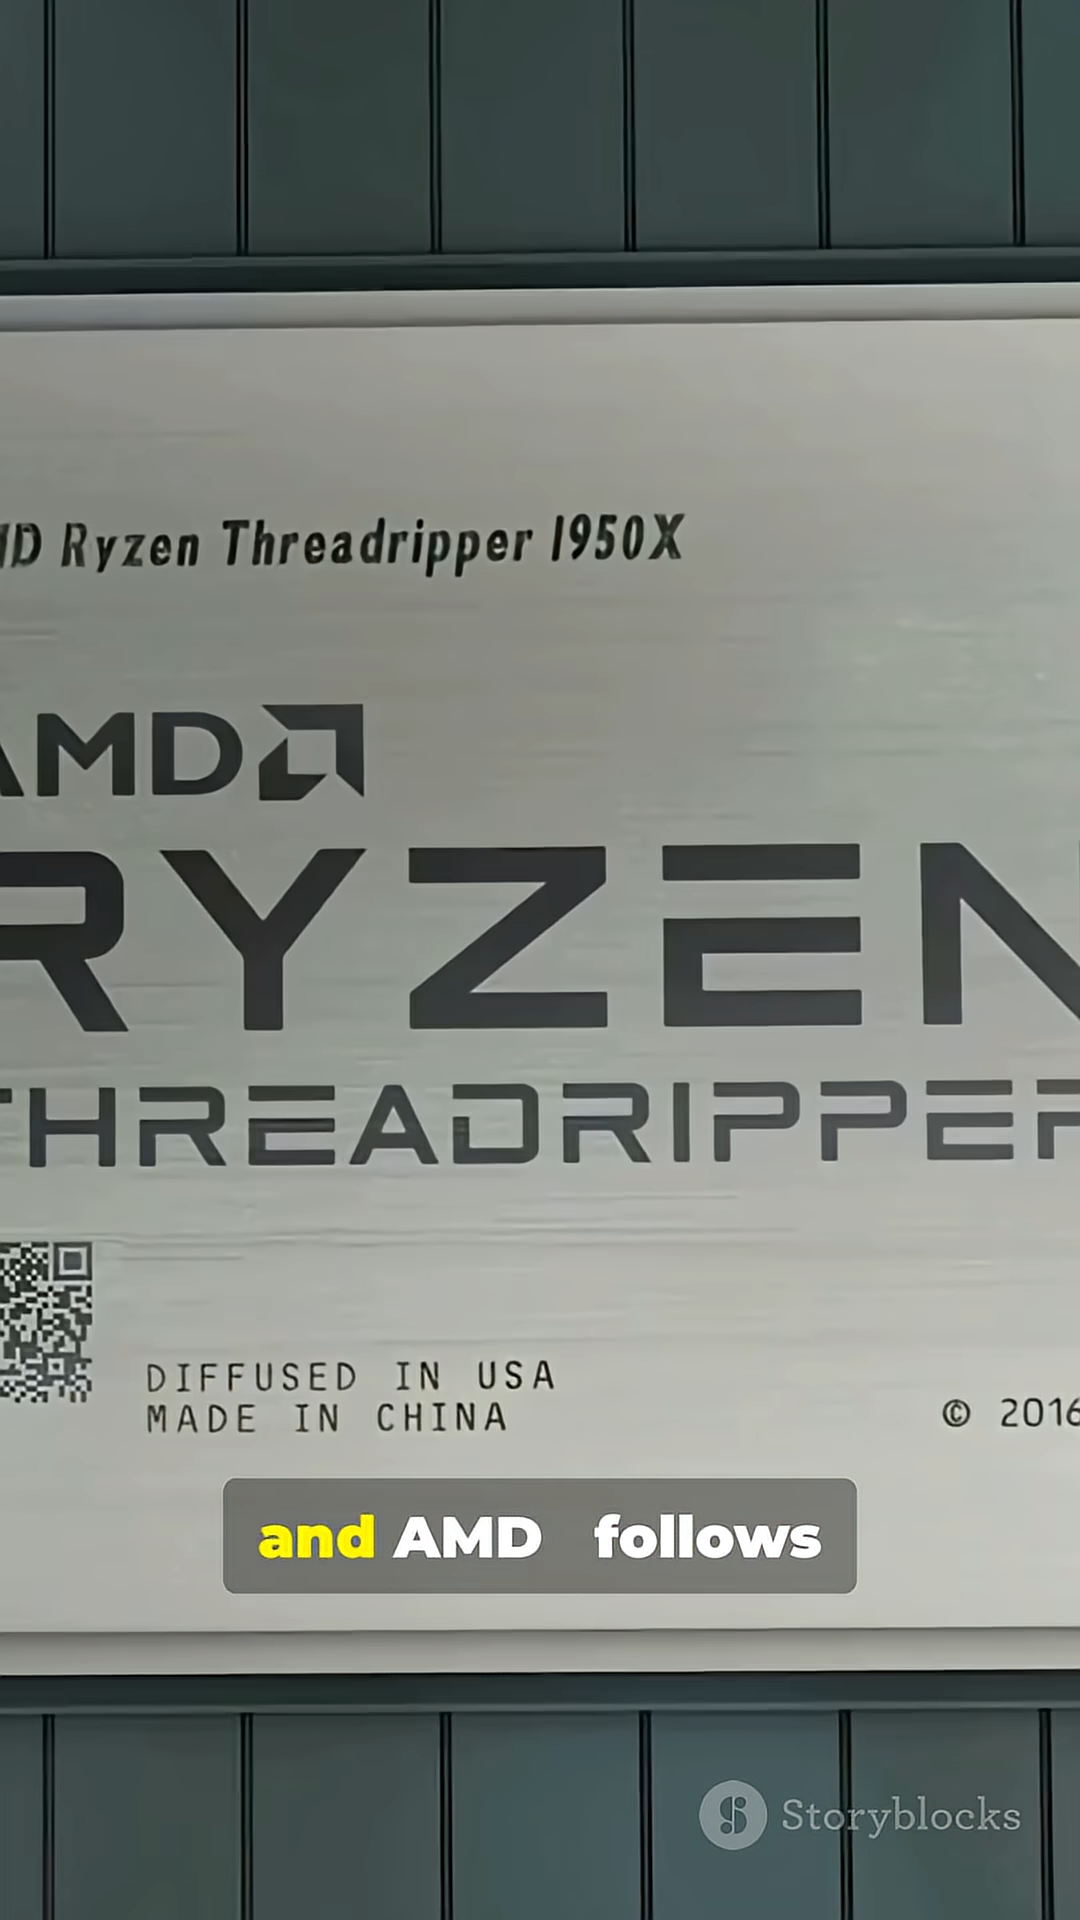 D Ryzen Threadripper 1950X
AMD
RYZEN
THREADRIPPER
DIFFUSED IN USA
MADE IN CHINA
© 2016
and AMD follows
Storyblocks